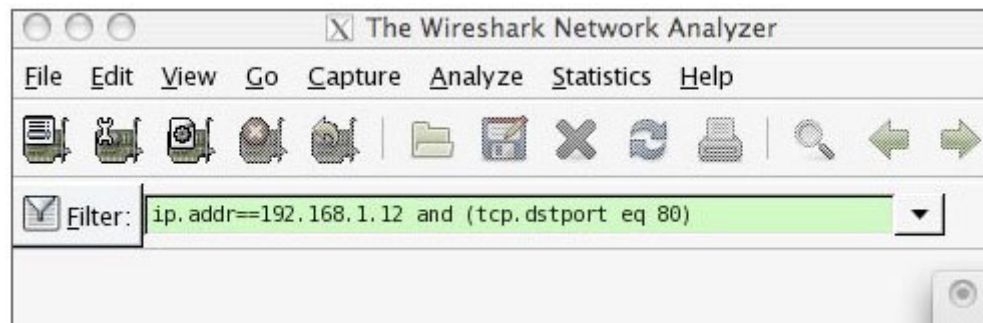 The Wireshark Network Analyzer
File Edit View Go Capture Analyze Statistics Help
Filter: ip.addr==192.168.1.12 and (tcp.dstport eq 80)